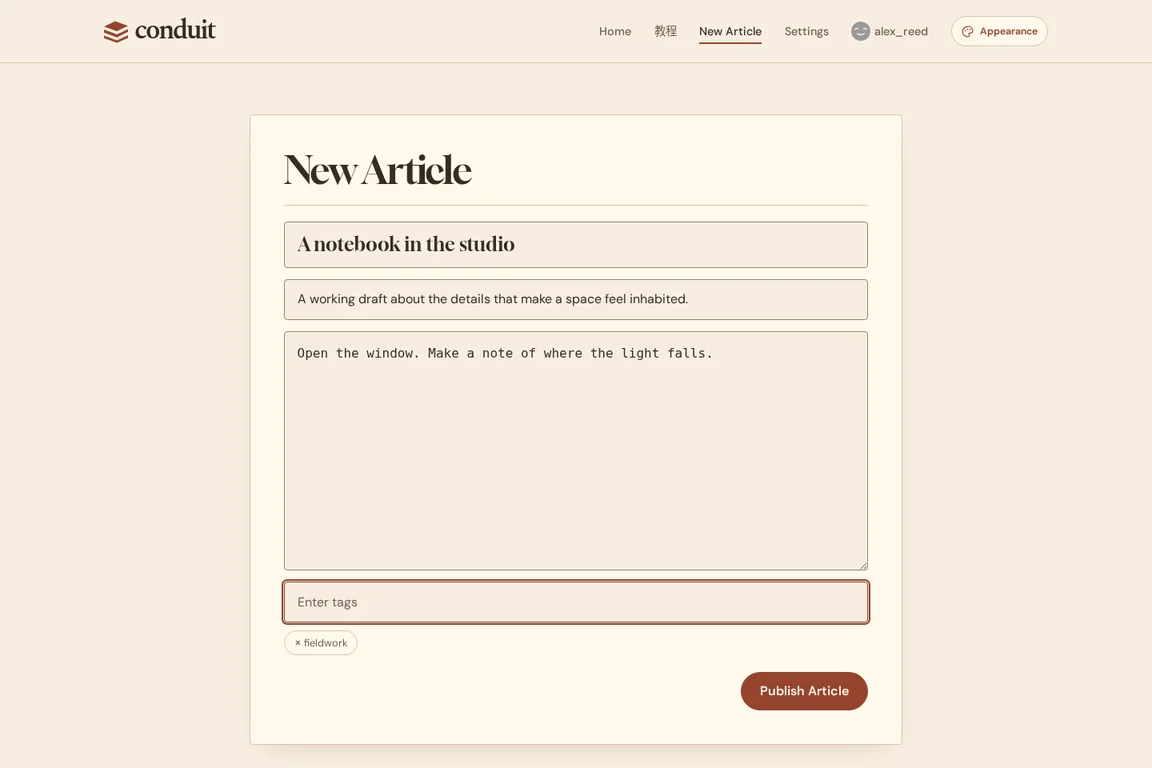 conduit
Home 教程 New Article Settings alex_reed Appearance
New Article
A notebook in the studio
A working draft about the details that make a space feel inhabited.
Open the window. Make a note of where the light falls.
Enter tags
× fieldwork
Publish Article